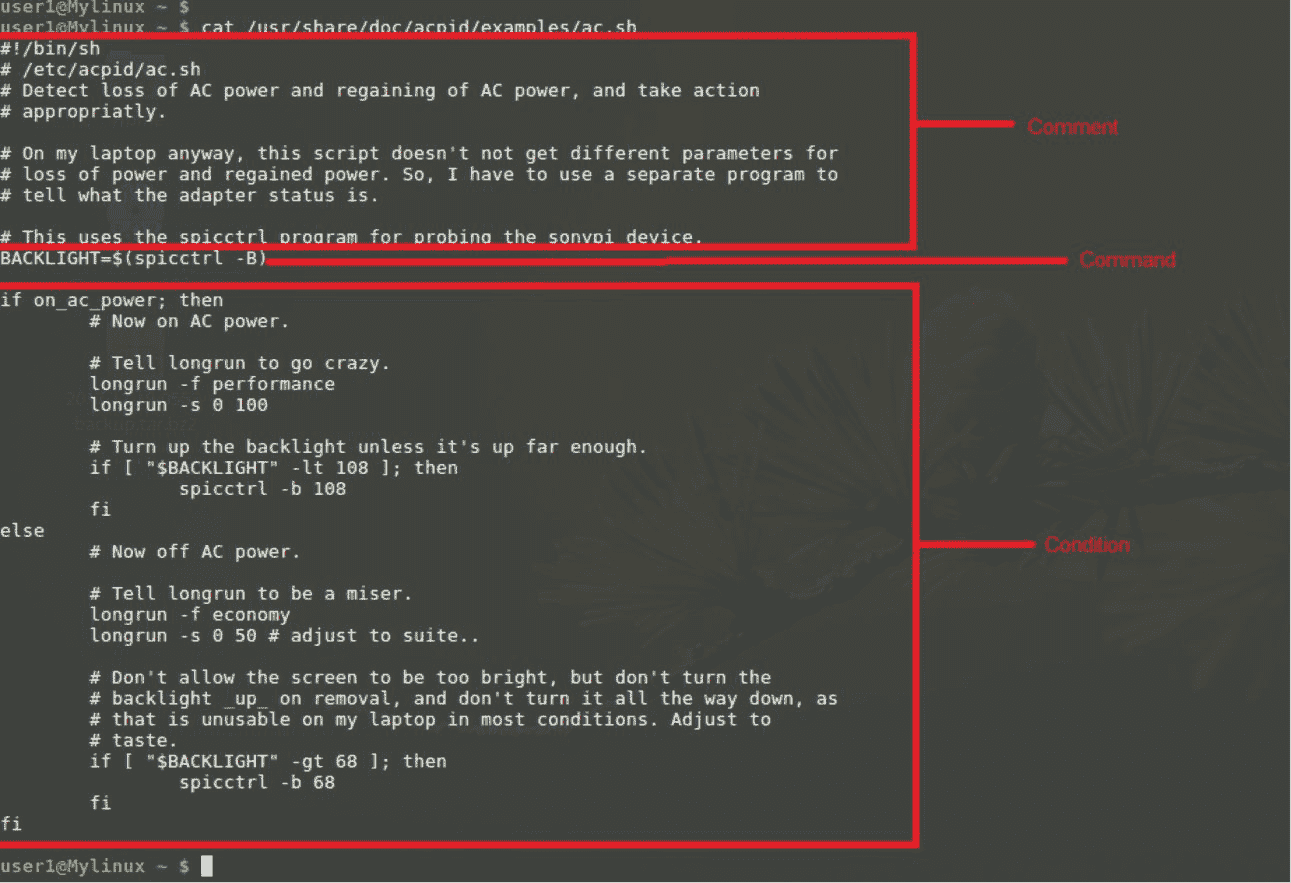 user1@Mylinux ~ $
user1@Mylinux ~ $ cat /usr/share/doc/acpid/examples/ac.sh
#!/bin/sh
# /etc/acpid/ac.sh
# Detect loss of AC power and regaining of AC power, and take action
# appropriatly.
Comment
# On my laptop anyway, this script doesn't not get different parameters for
# loss of power and regained power. So, I have to use a separate program to
# tell what the adapter status is.
# This uses the spicctrl program for probing the sonypi device.
BACKLIGHT=$(spicctrl -B)
Command
if on_ac_power; then
# Now on AC power.
# Tell longrun to go crazy.
longrun -f performance
longrun -s 0 100
# Turn up the backlight unless it's up far enough.
if [ "$BACKLIGHT" -lt 108 ]; then
spicctrl -b 108
fi
else
Condition
# Now off AC power.
# Tell longrun to be a miser.
longrun -f economy
longrun -s 0 50 # adjust to suite..
# Don't allow the screen to be too bright, but don't turn the
# backlight _up_ on removal, and don't turn it all the way down, as
# that is unusable on my laptop in most conditions. Adjust to
# taste.
if [ "$BACKLIGHT" -gt 68 ]; then
spicctrl -b 68
fi
fi
user1@Mylinux ~ $